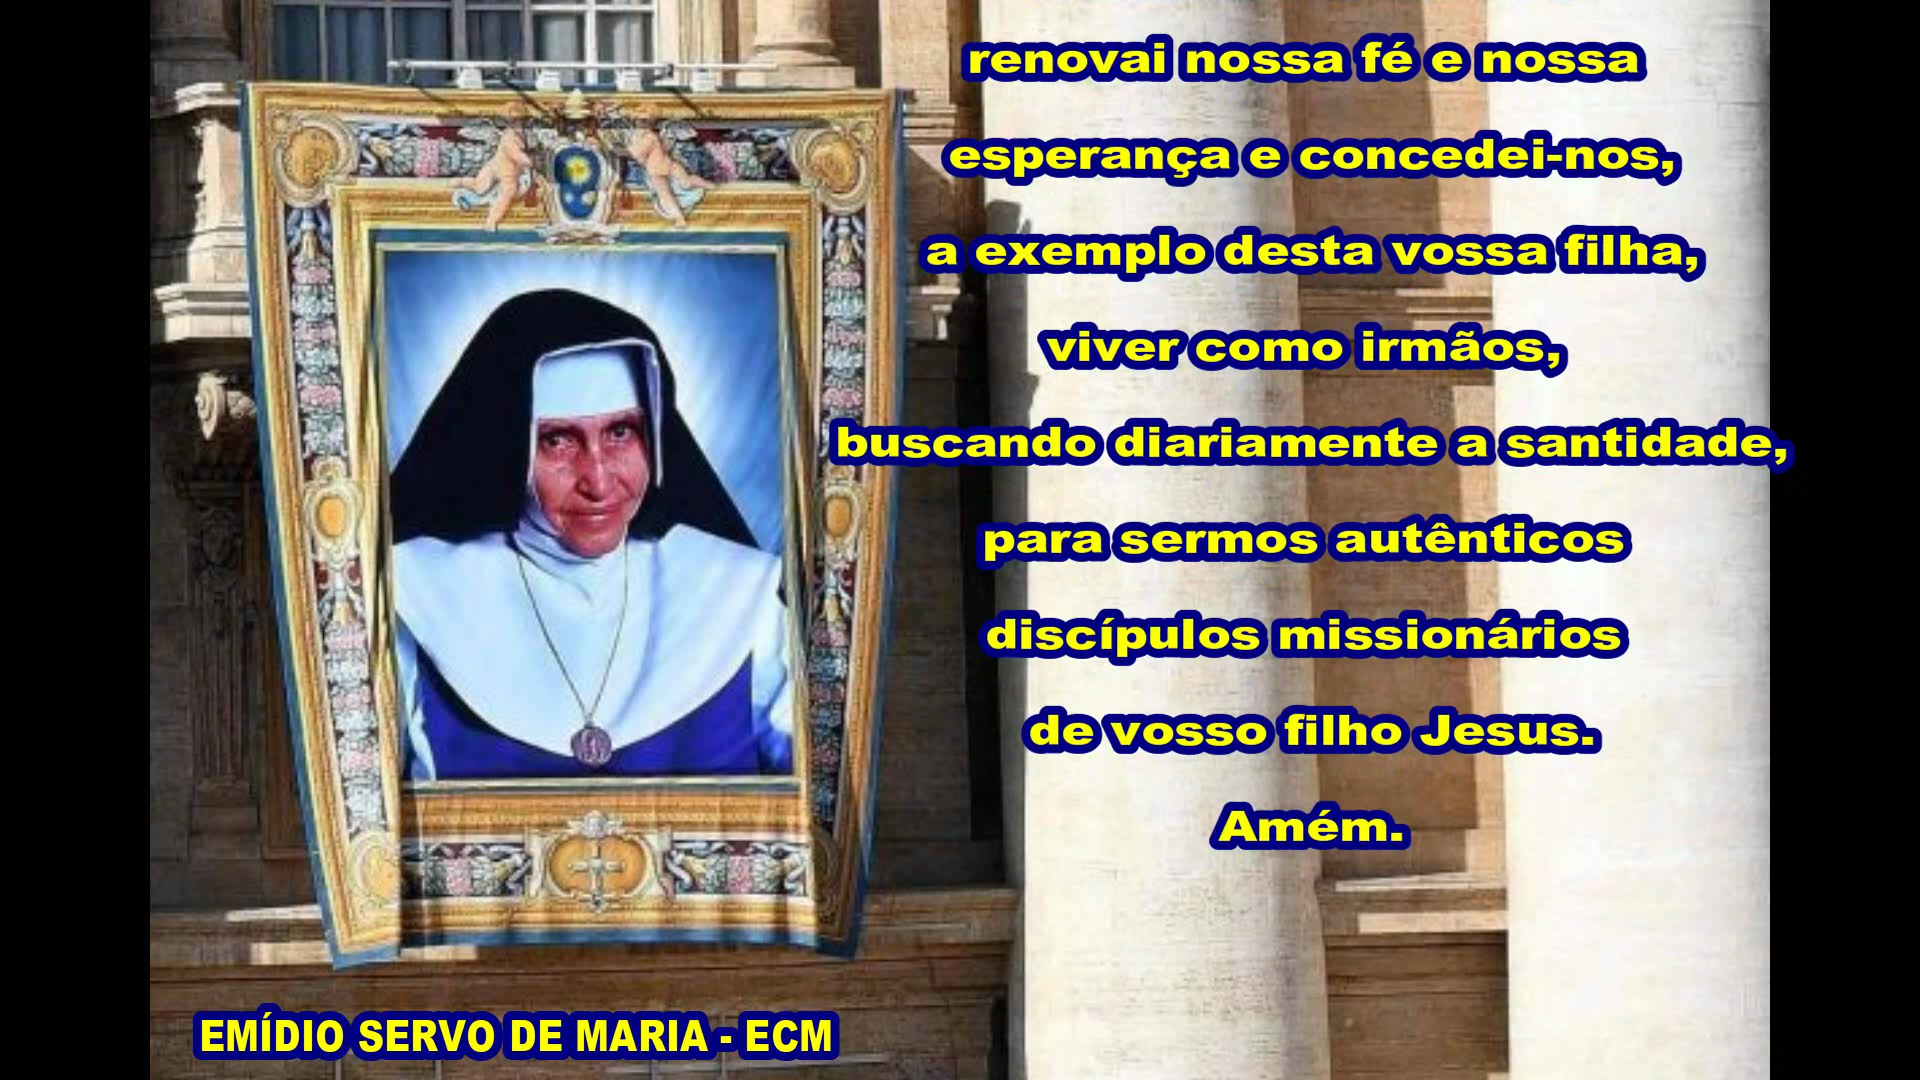 renovai nossa fé e nossa
esperança e concedei-nos,
a exemplo desta vossa filha,
viver como irmãos,
buscando diariamente a santidade,
para sermos autênticos
discípulos missionários
de vosso filho Jesus.
Amém.
EMÍDIO SERVO DE MARIA - ECM